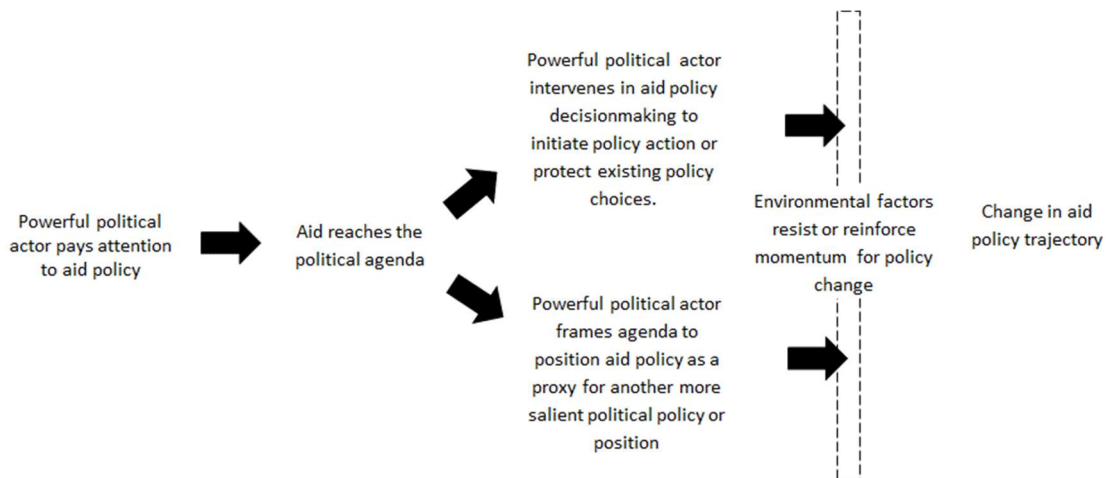 Powerful political
actor pays attention
to aid policy
Aid reaches the
political agenda
Powerful political actor
intervenes in aid policy
decisionmaking to
initiate policy action or
protect existing policy
choices.
Powerful political actor
frames agenda to
position aid policy as a
proxy for another more
salient political policy or
position
Environmental factors
resist or reinforce
momentum for policy
change
Change in aid
policy trajectory